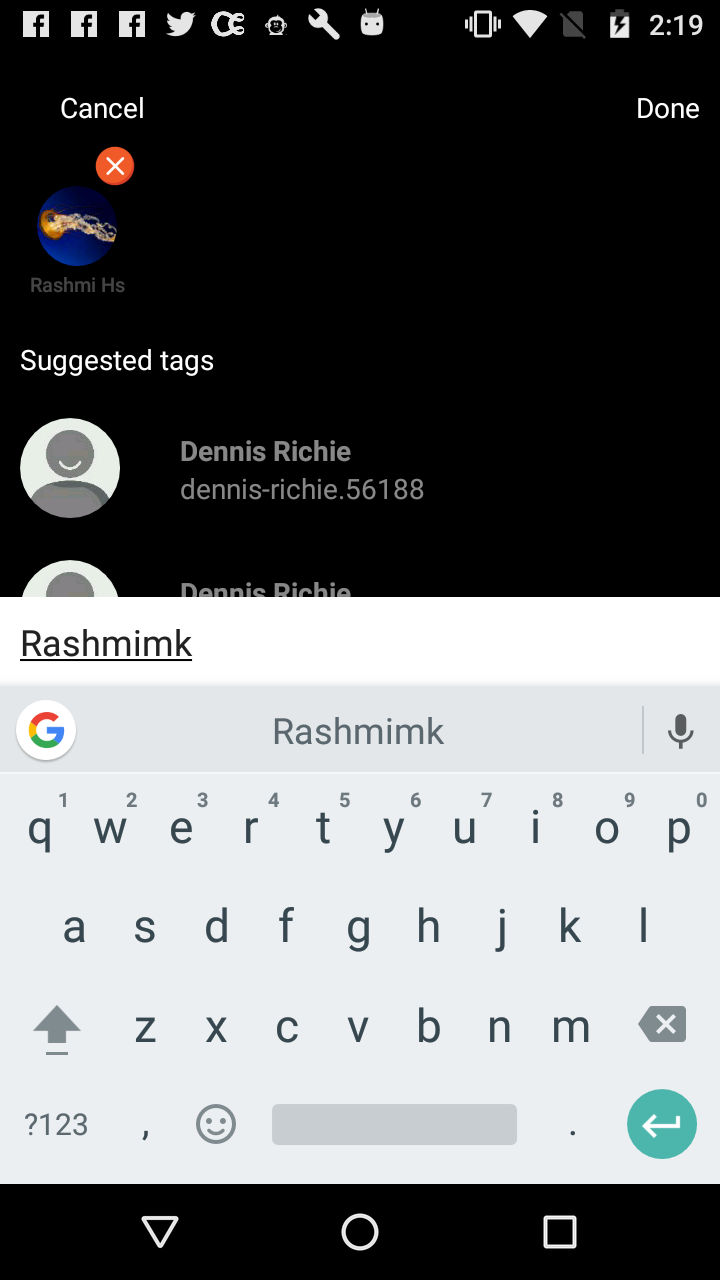 2:19
Cancel Done
Rashmi Hs
Suggested tags
Dennis Richie
dennis-richie.56188
Dennis Richie
Rashmimk
Rashmimk
1 2 3 4 5 6 7 8 9 0
q w e r t y u i o p
a s d f g h j k l
z x c v b n m
?123 , .